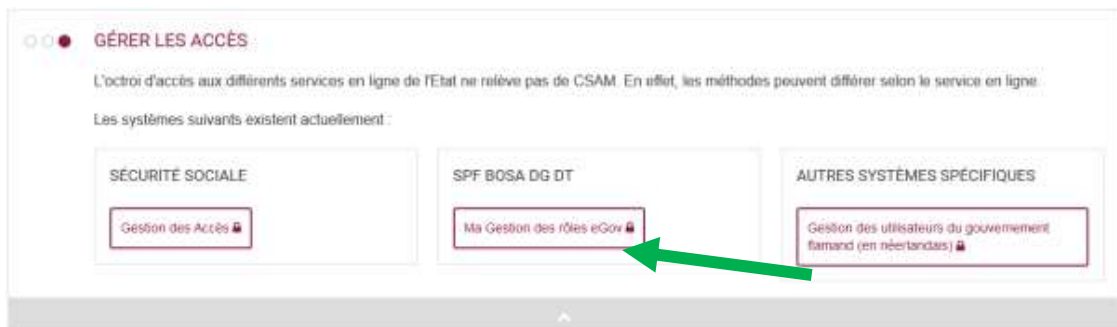 GÉRER LES ACCÈS
L'octroi d'accès aux différents services en ligne de l'Etat ne relève pas de CSAM. En effet, les méthodes peuvent différer selon le service en ligne.
Les systèmes suivants existent actuellement :
SÉCURITÉ SOCIALE
Gestion des Accès
SPF BOSA DG DT
Ma Gestion des rôles eGov
AUTRES SYSTÈMES SPÉCIFIQUES
Gestion des utilisateurs du gouvernement
flamand (en néerlandais)